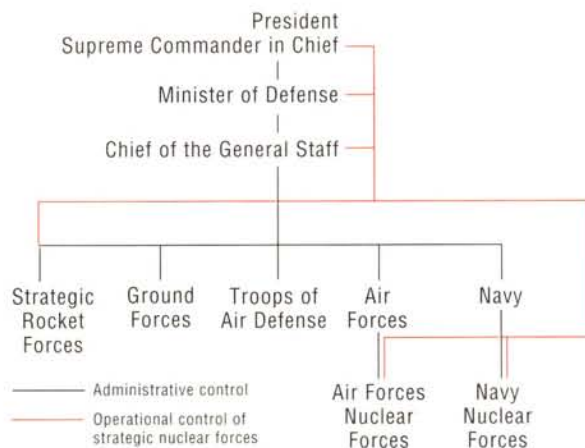 President
Supreme Commander in Chief
Minister of Defense
Chief of the General Staff
Strategic
Rocket
Forces
Ground
Forces
Troops of
Air Defense
Air
Forces
Navy
Air Forces
Nuclear
Forces
Navy
Nuclear
Forces
Administrative control
Operational control of
strategic nuclear forces